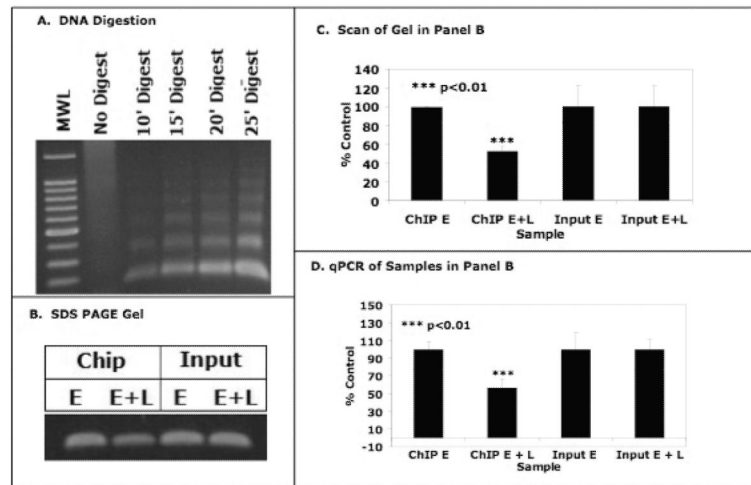 A. DNA Digestion
MWL
No Digest
10' Digest
15' Digest
20' Digest
25' Digest
B. SDS PAGE Gel
Chip Input
E E+L E E+L
C. Scan of Gel in Panel B
140
120
100
80
60
40
20
0
% Control
*** p<0.01
***
ChIP E ChIP E+L Input E Input E+L
Sample
D. qPCR of Samples in Panel B
150
130
110
90
70
50
30
10
-10
% Control
*** p<0.01
***
ChIP E ChIP E + L Input E Input E + L
Sample